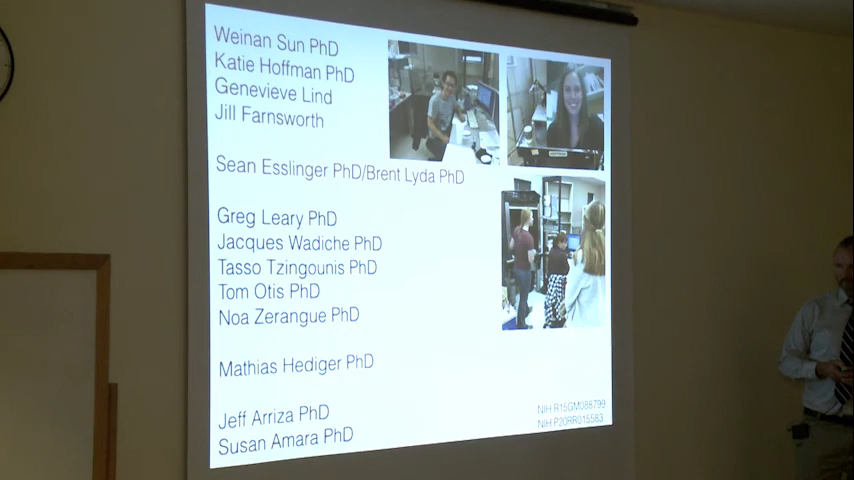 Weinan Sun PhD
Katie Hoffman PhD
Genevieve Lind
Jill Farnsworth
Sean Esslinger PhD/Brent Lyda PhD
Greg Leary PhD
Jacques Wadiche PhD
Tasso Tzingounis PhD
Tom Otis PhD
Noa Zerangue PhD
Mathias Hediger PhD
Jeff Arriza PhD
Susan Amara PhD
NIH R15GM088799
NIH P20RR015583